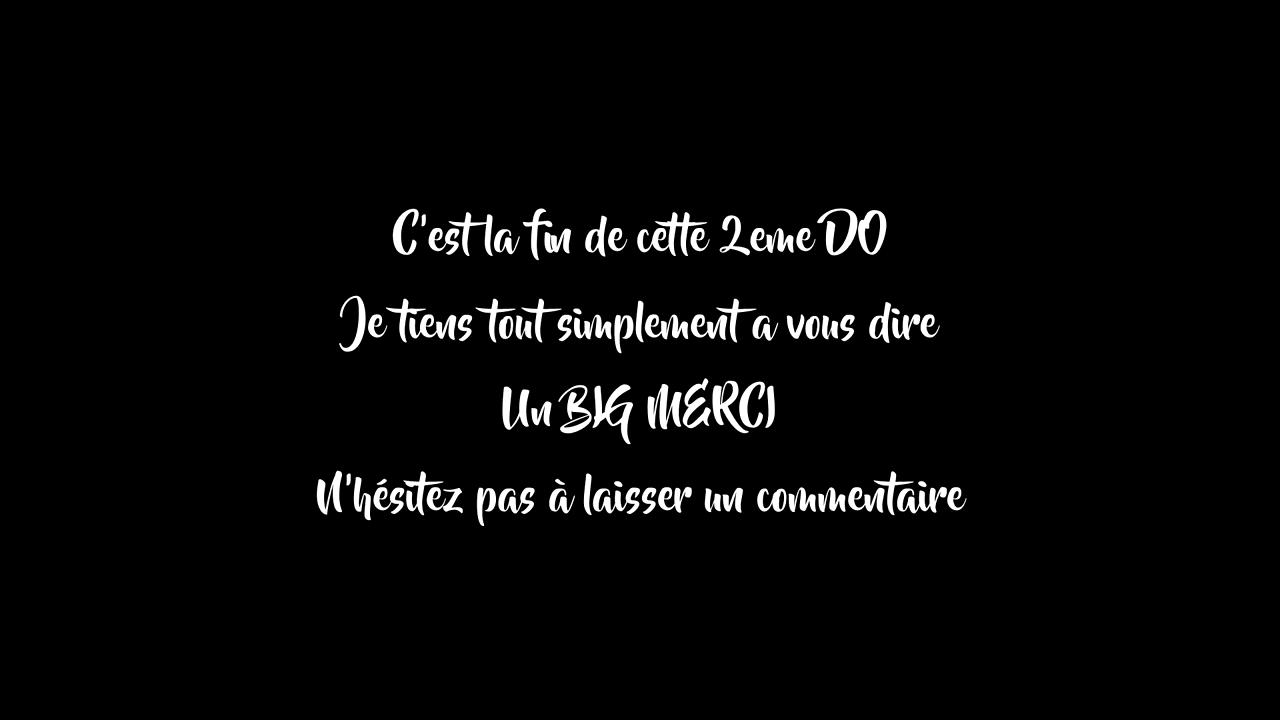 C'est la fin de cette 2eme DO
Je tiens tout simplement a vous dire
Un BIG MERCI
N'hésitez pas à laisser un commentaire